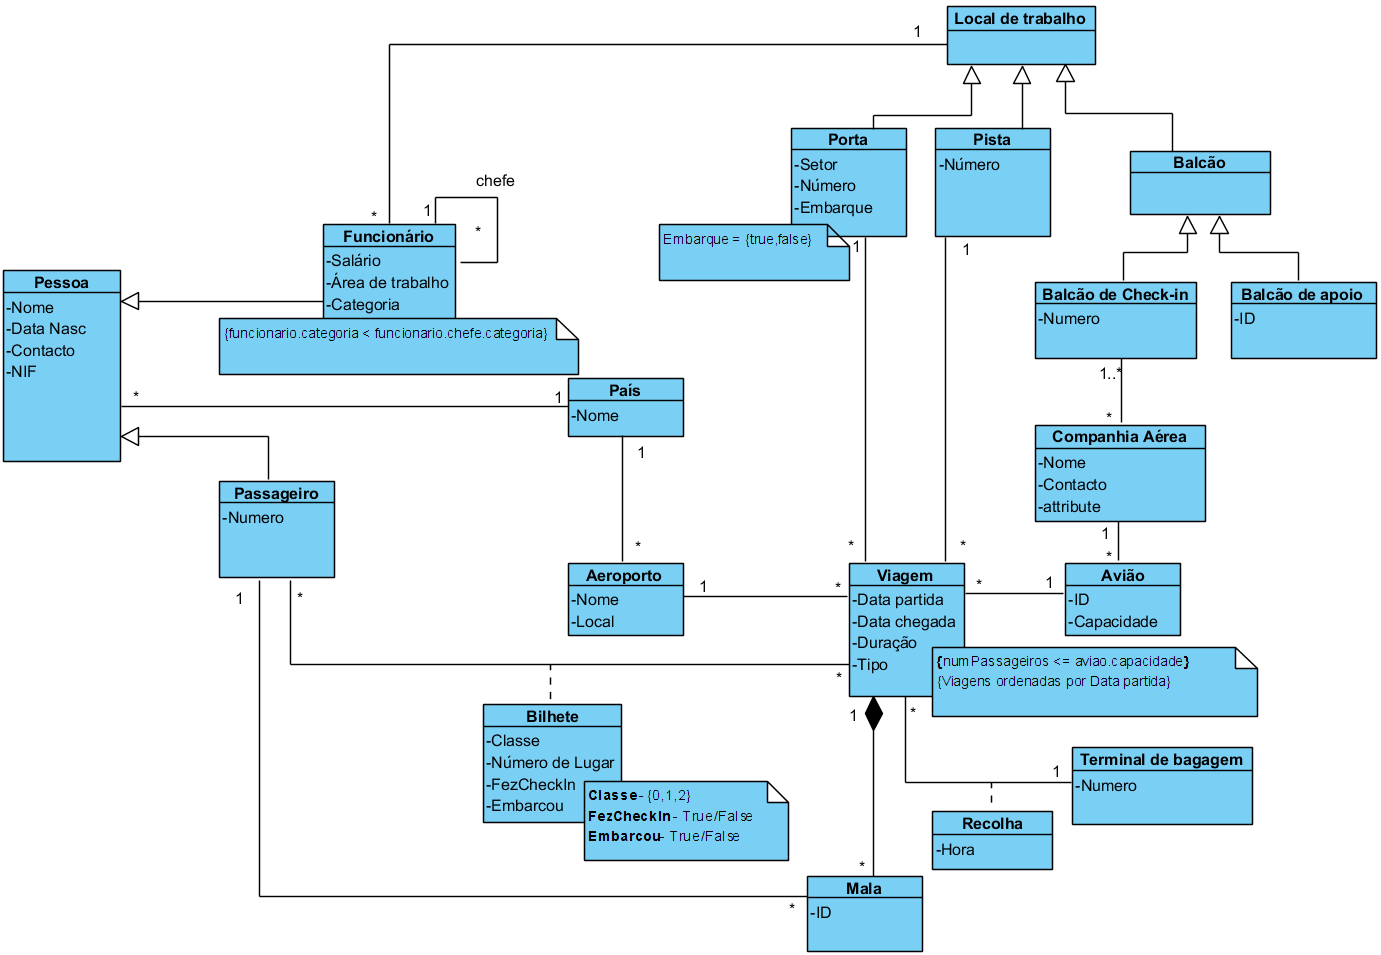 Local de trabalho
1
*
Porta
-Setor
-Número
-Embarque
Embarque = {true,false}
1
*
Pista
-Número
1
*
Balcão
chefe
1
*
Funcionário
-Salário
-Área de trabalho
-Categoria
{funcionario.categoria < funcionario.chefe.categoria}
Pessoa
-Nome
-Data Nasc
-Contacto
-NIF
Balcão de Check-in
-Numero
Balcão de apoio
-ID
1..*
*
*
1
País
-Nome
1
*
Companhia Aérea
-Nome
-Contacto
-attribute
1
*
Passageiro
-Numero
1
*
Aeroporto
-Nome
-Local
1
*
Viagem
-Data partida
-Data chegada
-Duração
-Tipo
*
1
Avião
-ID
-Capacidade
{numPassageiros <= aviao.capacidade}
{Viagens ordenadas por Data partida}
*
Bilhete
-Classe
-Número de Lugar
-FezCheckIn
-Embarcou
Classe - {0,1,2}
FezCheckIn - True/False
Embarcou - True/False
1
*
*
1
Terminal de bagagem
-Numero
Recolha
-Hora
*
Mala
-ID